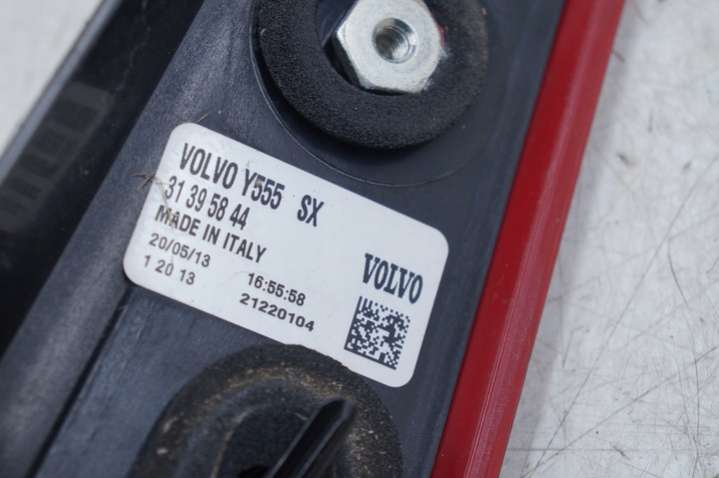 VOLVO Y555 SX
31 39 58 44
MADE IN ITALY
20/05/13 16:55:58
1 20 13 21220104
VOLVO